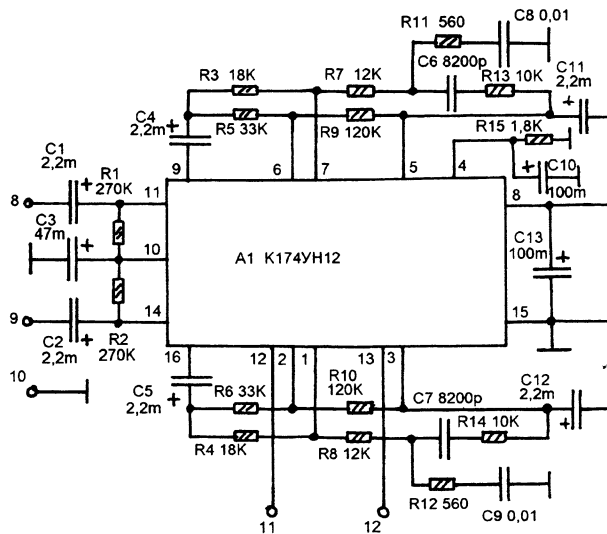 R11 560
C8 0,01
C6 8200p
C11
2,2m
R3 18K
R7 12K
R13 10K
C4
2,2m
R5 33K
R9 120K
R15 1,8K
9
6
7
5
4
C10
100m
C1
2,2m
R1
270K
8
11
8
C3
47m
10
A1 К174УН12
C13
100m
9
14
15
C2
2,2m
R2
270K
16
12
2
1
13
3
10
C5
2,2m
R6 33K
R10
120K
C7 8200p
C12
2,2m
R4 18K
R8 12K
R14 10K
R12 560
C9 0,01
11
12